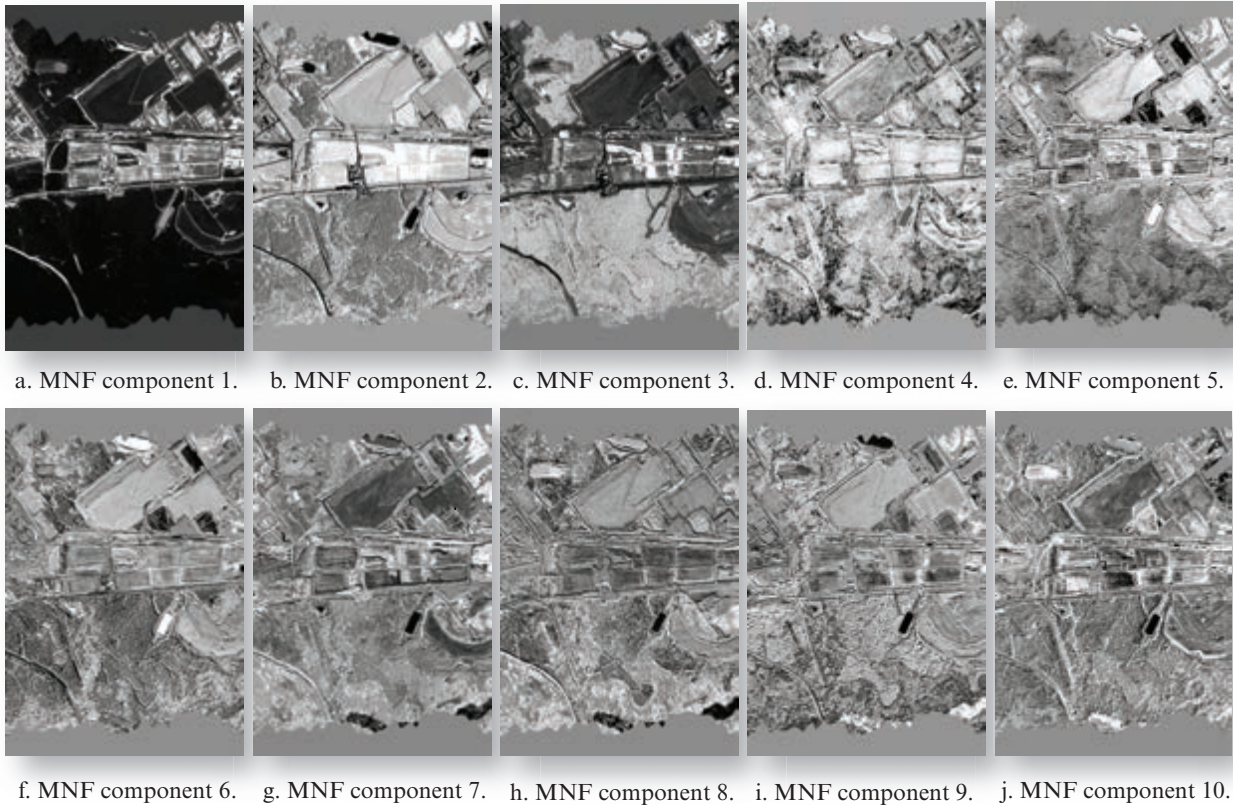 a. MNF component 1.
b. MNF component 2.
c. MNF component 3.
d. MNF component 4.
e. MNF component 5.
f. MNF component 6.
g. MNF component 7.
h. MNF component 8.
i. MNF component 9.
j. MNF component 10.